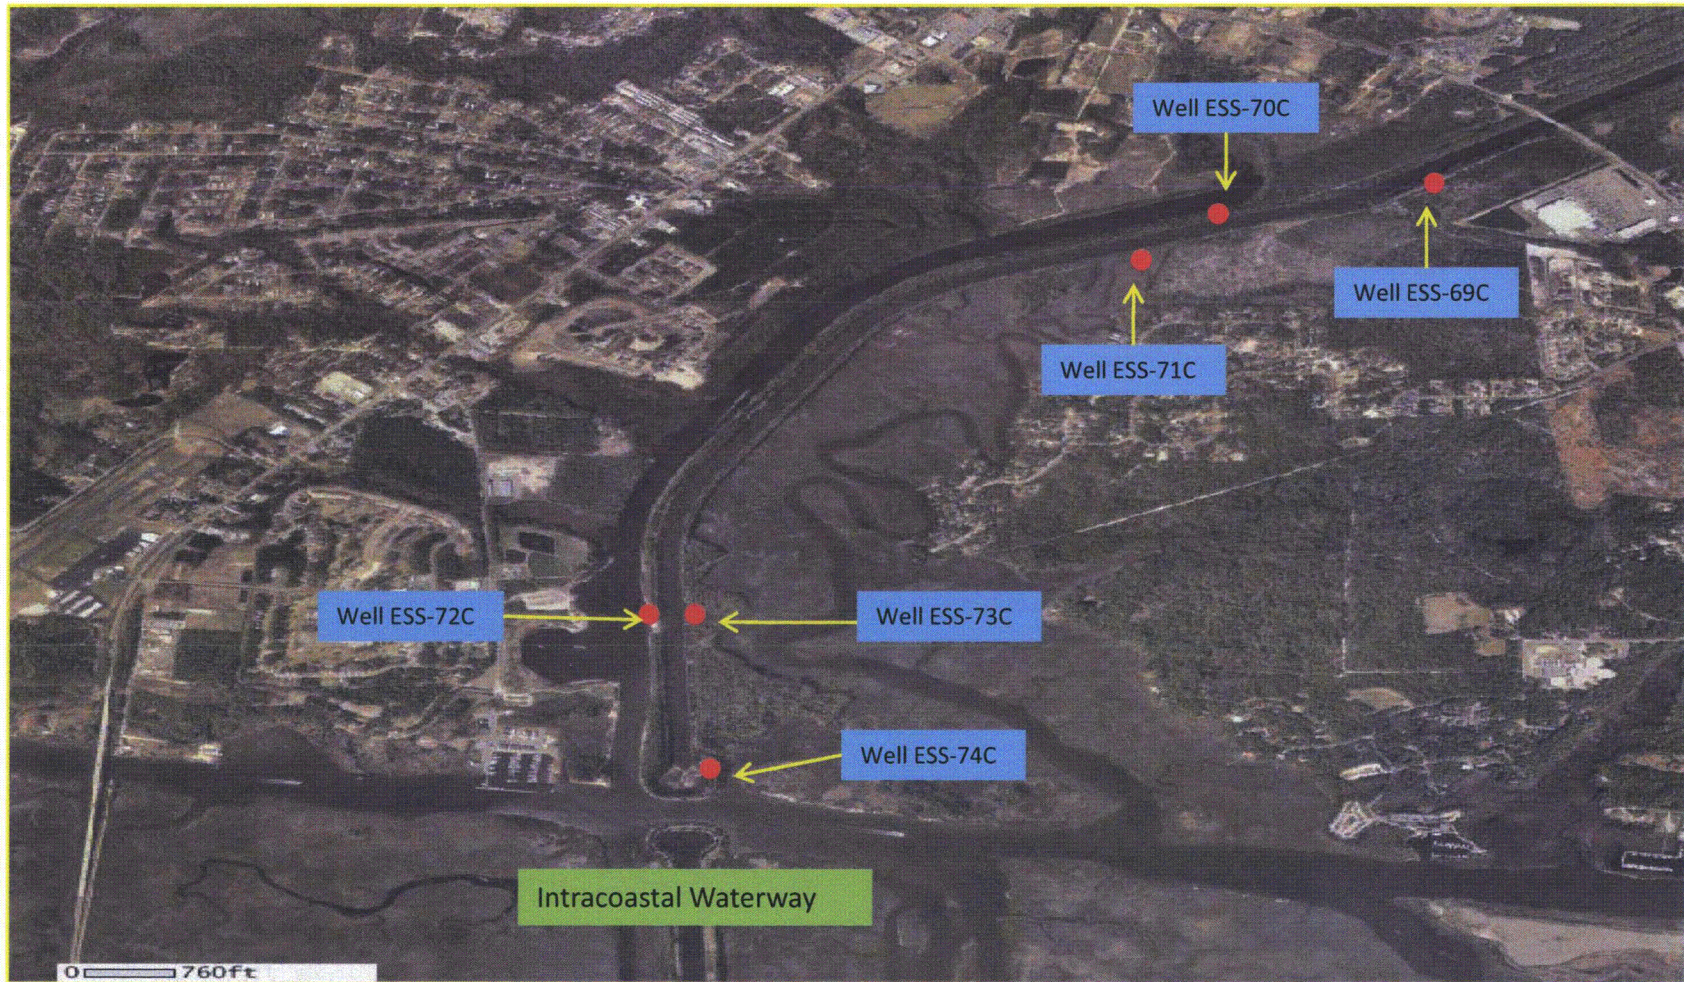 Well ESS-70C
Well ESS-69C
Well ESS-71C
Well ESS-72C
Well ESS-73C
Well ESS-74C
Intracoastal Waterway
0 760ft